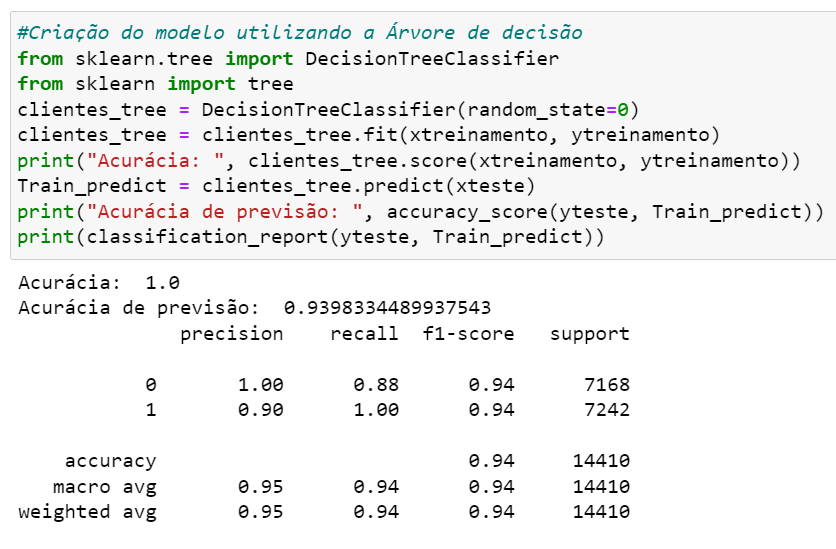 #Criação do modelo utilizando a Árvore de decisão
from sklearn.tree import DecisionTreeClassifier
from sklearn import tree
clientes_tree = DecisionTreeClassifier(random_state=0)
clientes_tree = clientes_tree.fit(xtreinamento, ytreinamento)
print("Acurácia: ", clientes_tree.score(xtreinamento, ytreinamento))
Train_predict = clientes_tree.predict(xteste)
print("Acurácia de previsão: ", accuracy_score(yteste, Train_predict))
print(classification_report(yteste, Train_predict))
Acurácia:  1.0
Acurácia de previsão:  0.9398334489937543
              precision    recall  f1-score   support
           0       1.00      0.88      0.94      7168
           1       0.90      1.00      0.94      7242
    accuracy                           0.94     14410
   macro avg       0.95      0.94      0.94     14410
weighted avg       0.95      0.94      0.94     14410